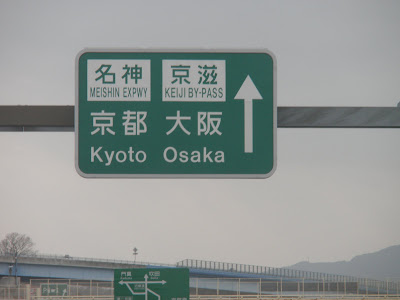 名神 京滋
MEISHIN EXPWY KEIJI BY-PASS
京都 大阪
Kyoto Osaka